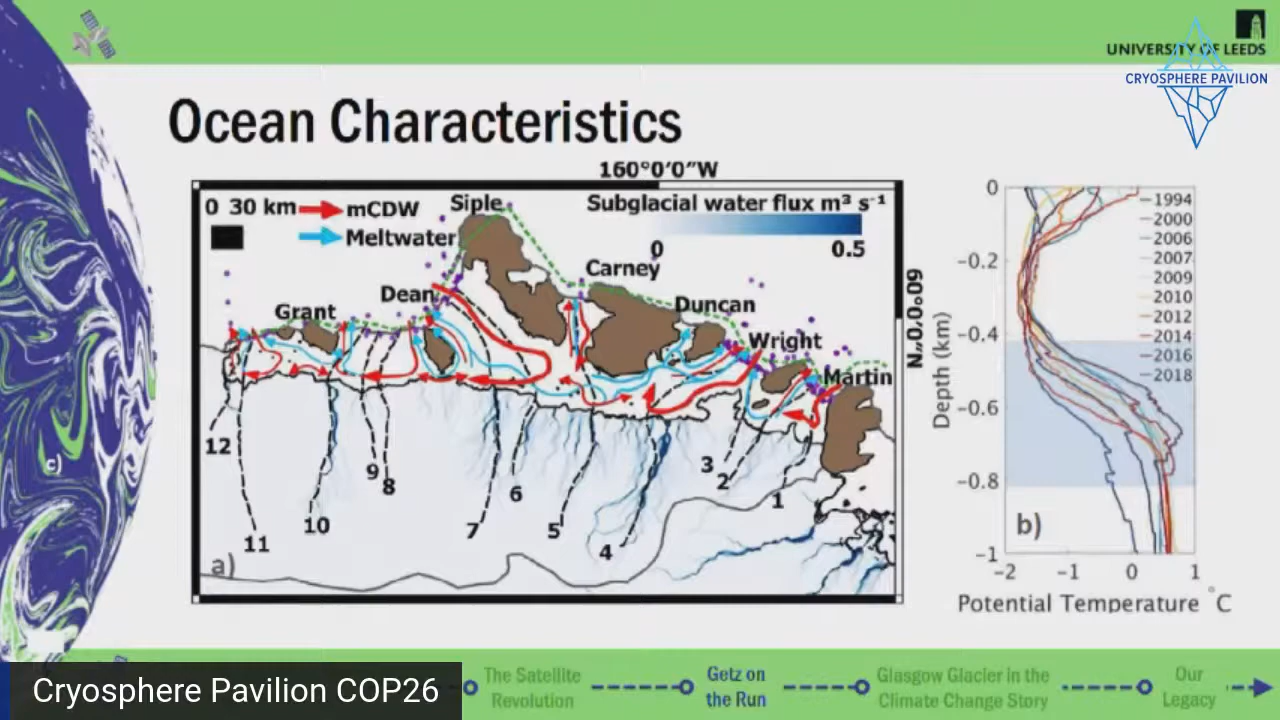 UNIVERSITY OF LEEDS
CRYOSPHERE PAVILION
Ocean Characteristics
160°0'0"W
0 30 km
mCDW
Meltwater
Siple
Subglacial water flux m³ s⁻¹
0
0.5
Carney
Dean
Grant
Duncan
Wright
Martin
60°0'0"N
12
11
10
9
8
7
6
5
4
3
2
1
a)
c)
0
-0.2
-0.4
-0.6
-0.8
-1
Depth (km)
1994
2000
2006
2007
2009
2010
2012
2014
2016
2018
b)
-2
-1
0
1
Potential Temperature °C
Cryosphere Pavilion COP26
The Satellite
Revolution
Getz on
the Run
Glasgow Glacier in the
Climate Change Story
Our
Legacy